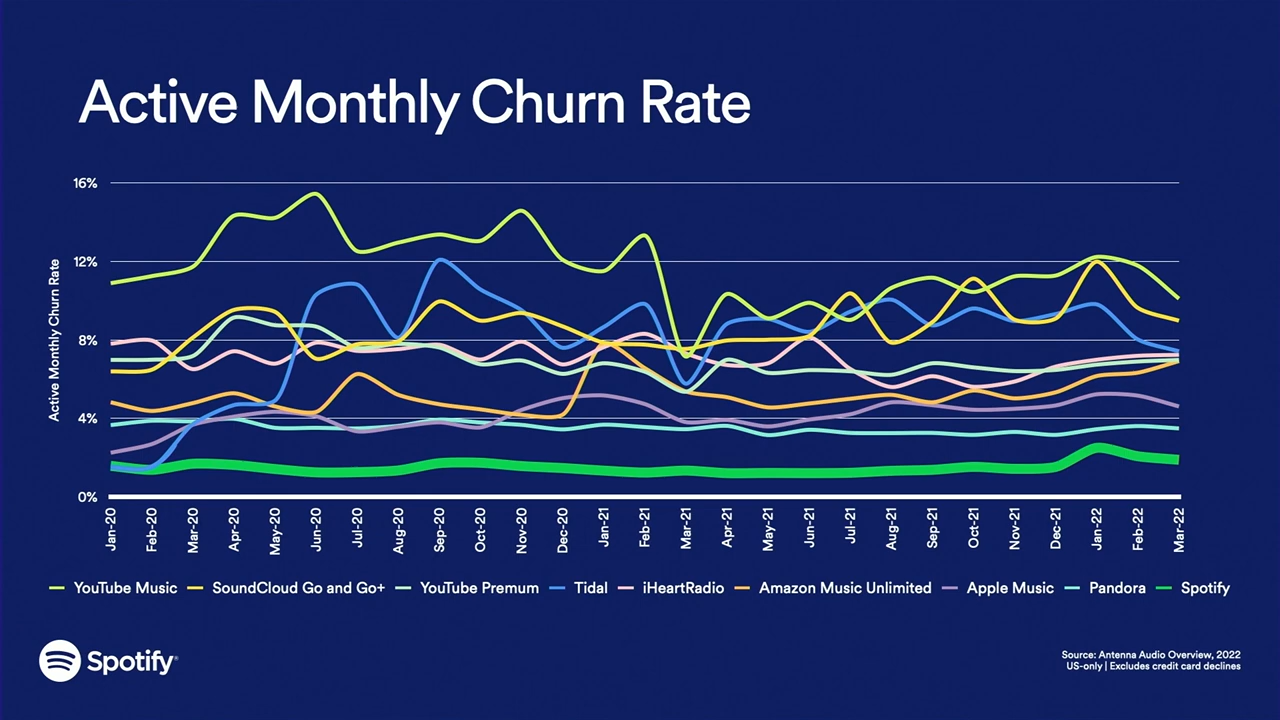 Active Monthly Churn Rate
16%
12%
8%
4%
0%
Active Monthly Churn Rate
Jan-20 Feb-20 Mar-20 Apr-20 May-20 Jun-20 Jul-20 Aug-20 Sep-20 Oct-20 Nov-20 Dec-20 Jan-21 Feb-21 Mar-21 Apr-21 May-21 Jun-21 Jul-21 Aug-21 Sep-21 Oct-21 Nov-21 Dec-21 Jan-22 Feb-22 Mar-22
YouTube Music SoundCloud Go and Go+ YouTube Premum Tidal iHeartRadio Amazon Music Unlimited Apple Music Pandora Spotify
Spotify®
Source: Antenna Audio Overview, 2022
US-only | Excludes credit card declines